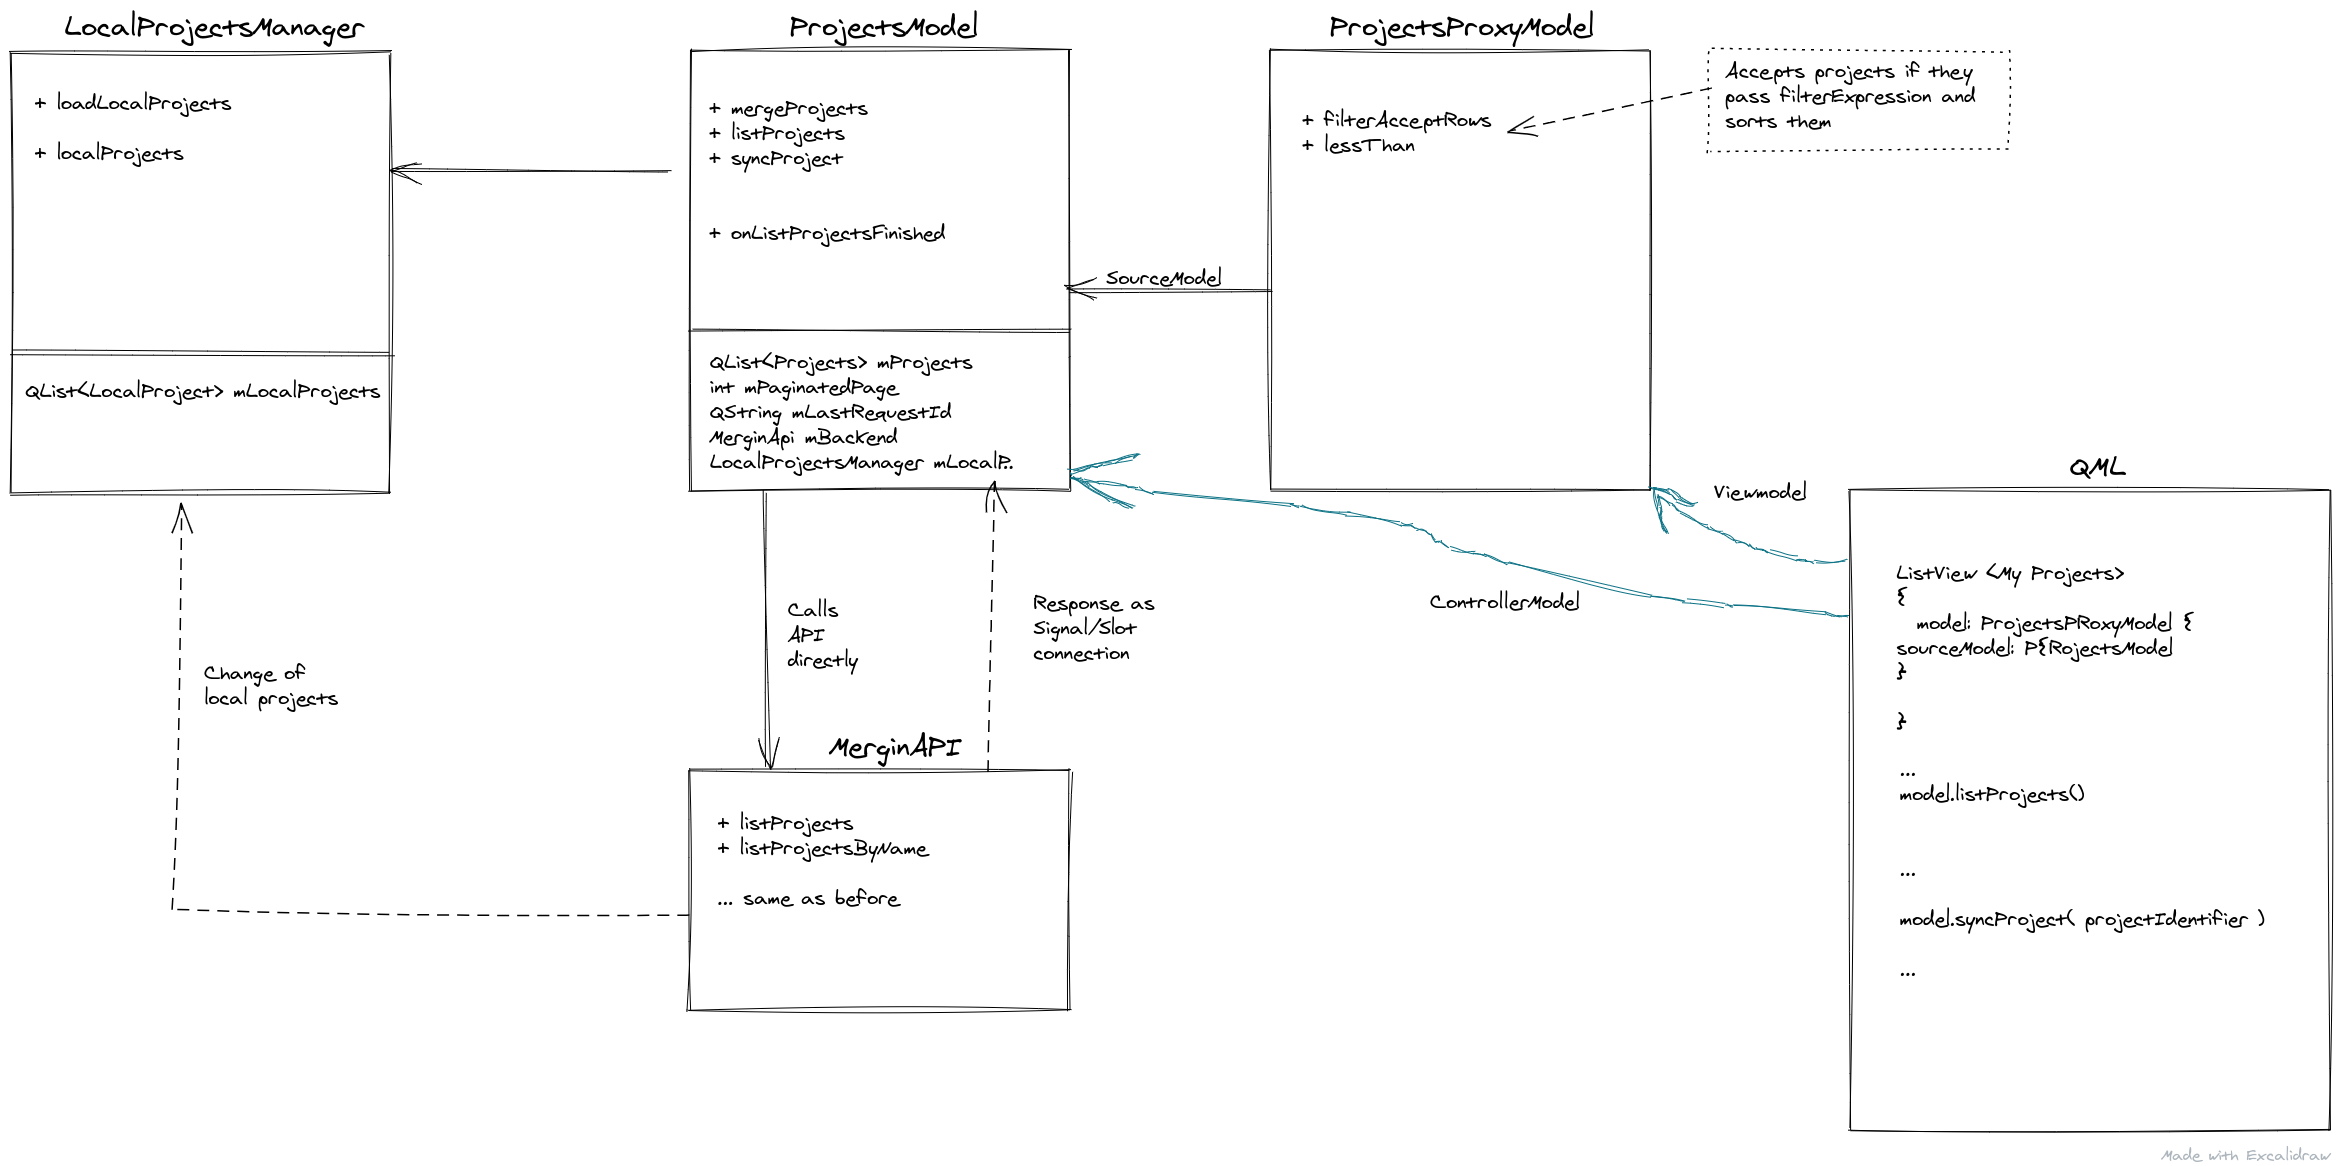 LocalProjectsManager
+ loadLocalProjects
+ localProjects
QList<LocalProject> mLocalProjects
ProjectsModel
+ mergeProjects
+ listProjects
+ syncProject
+ onListProjectsFinished
QList<Projects> mProjects
int mPaginatedPage
QString mLastRequestId
MerginApi mBackend
LocalProjectsManager mLocalP..
SourceModel
ProjectsProxyModel
+ filterAcceptRows
+ lessThan
Accepts projects if they
pass filterExpression and
sorts them
Viewmodel
ControllerModel
Change of
local projects
Calls
API
directly
Response as
Signal/Slot
connection
MerginAPI
+ listProjects
+ listProjectsByName
... same as before
QML
ListView <My Projects>
{
model: ProjectsPRoxyModel {
sourceModel: P{RojectsModel
}
}
...
model.listProjects()
...
model.syncProject( projectIdentifier )
...
Made with Excalidraw